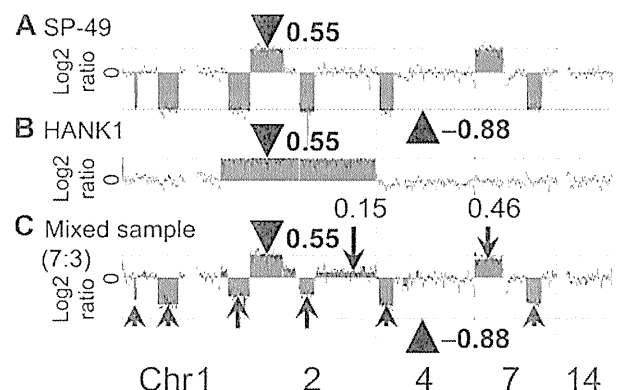 A SP-49
0.55
Log2 ratio
0
-0.88
B HANK1
0.55
Log2 ratio
0
0.15
0.46
C Mixed sample
(7:3)
0.55
Log2 ratio
0
-0.88
Chr1 2 4 7 14